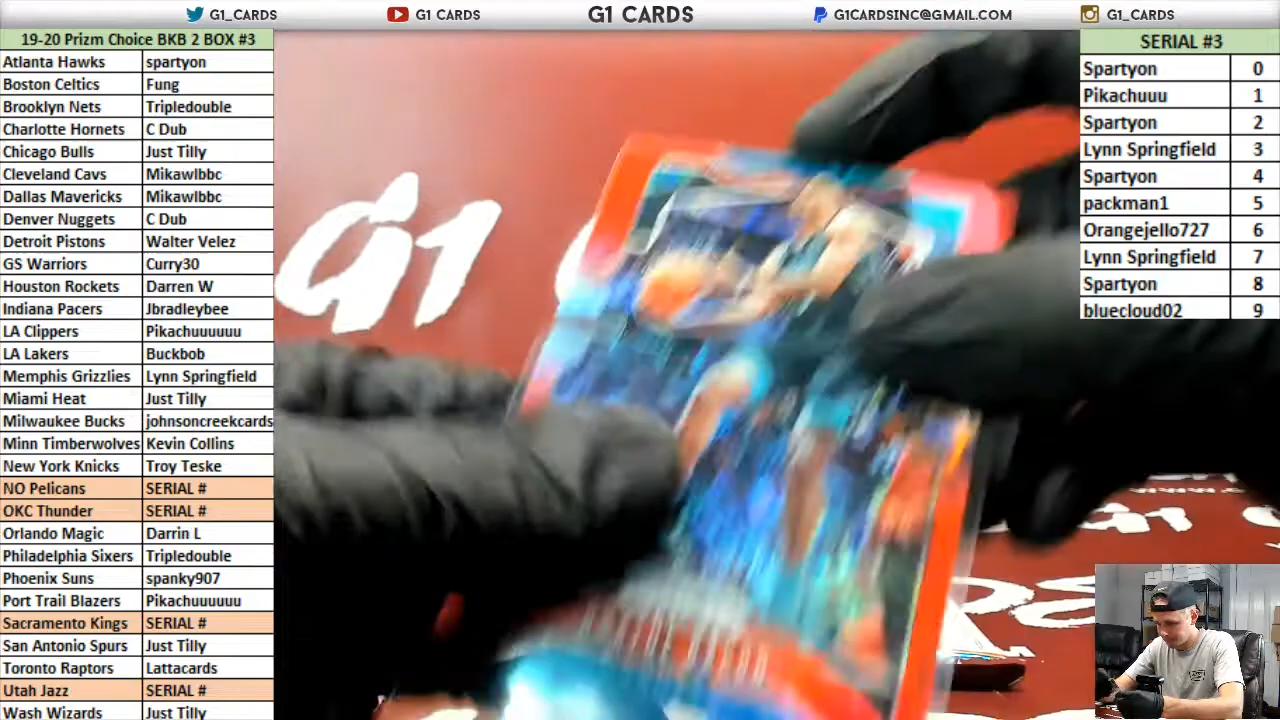 G1_CARDS
G1 CARDS
G1 CARDS
G1CARDSINC@GMAIL.COM
G1_CARDS
19-20 Prizm Choice BKB 2 BOX #3
Atlanta Hawks spartyon
Boston Celtics Fung
Brooklyn Nets Tripledouble
Charlotte Hornets C Dub
Chicago Bulls Just Tilly
Cleveland Cavs Mikawlbbc
Dallas Mavericks Mikawlbbc
Denver Nuggets C Dub
Detroit Pistons Walter Velez
GS Warriors Curry30
Houston Rockets Darren W
Indiana Pacers Jbradleybee
LA Clippers Pikachuuuuuu
LA Lakers Buckbob
Memphis Grizzlies Lynn Springfield
Miami Heat Just Tilly
Milwaukee Bucks johnsoncreekcards
Minn Timberwolves Kevin Collins
New York Knicks Troy Teske
NO Pelicans SERIAL #
OKC Thunder SERIAL #
Orlando Magic Darrin L
Philadelphia Sixers Tripledouble
Phoenix Suns spanky907
Port Trail Blazers Pikachuuuuuu
Sacramento Kings SERIAL #
San Antonio Spurs Just Tilly
Toronto Raptors Lattacards
Utah Jazz SERIAL #
Wash Wizards Just Tilly
SERIAL #3
Spartyon 0
Pikachuuu 1
Spartyon 2
Lynn Springfield 3
Spartyon 4
packman1 5
Orangejello727 6
Lynn Springfield 7
Spartyon 8
bluecloud02 9
G1
G1